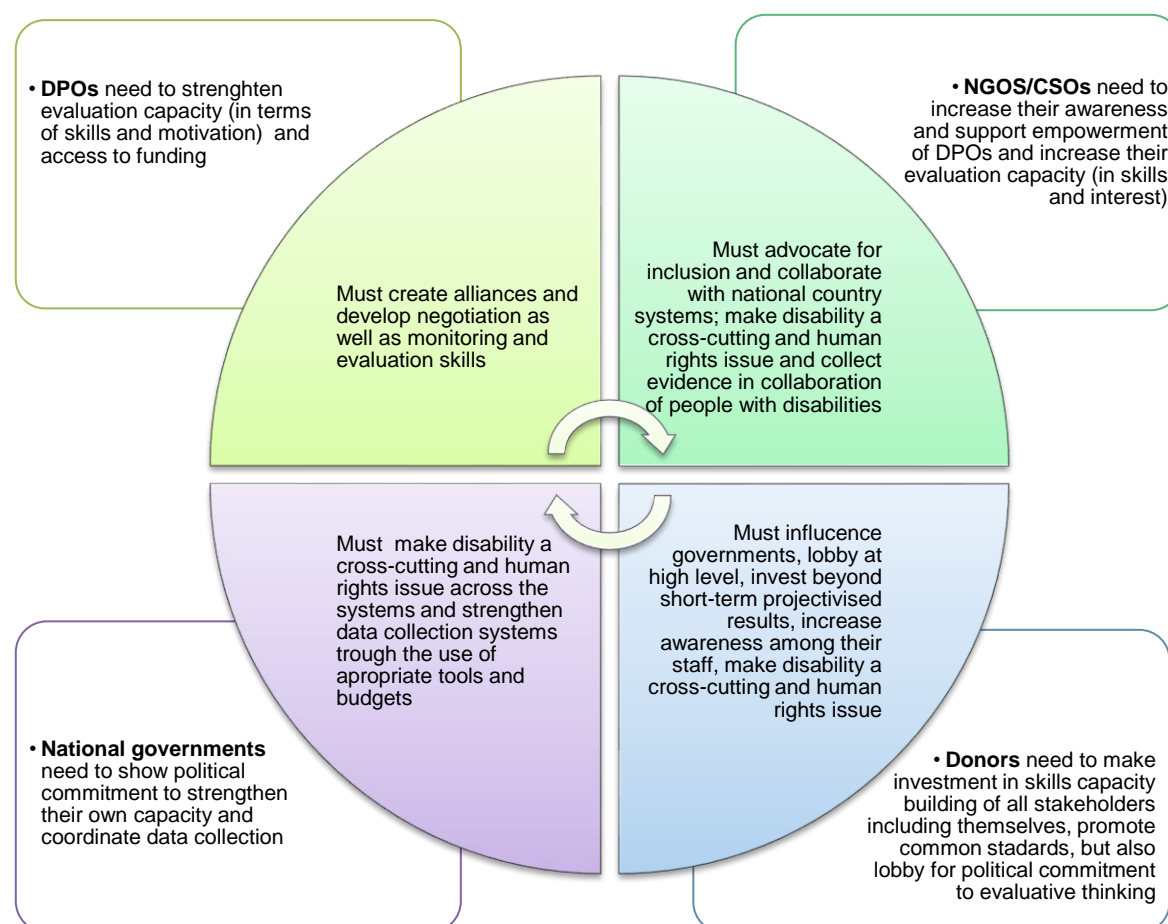 • DPOs need to strenghten
evaluation capacity (in terms
of skills and motivation)  and
access to funding
• NGOS/CSOs need to
increase their awareness
and support empowerment
of DPOs and increase their
evaluation capacity (in skills
and interest)
Must create alliances and
develop negotiation as
well as monitoring and
evaluation skills
Must advocate for
inclusion and collaborate
with national country
systems; make disability a
cross-cutting and human
rights issue and collect
evidence in collaboration
of people with disabilities
Must  make disability a
cross-cutting and human
rights issue across the
systems and strengthen
data collection systems
trough the use of
apropriate tools and
budgets
Must influcence
governments, lobby at
high level, invest beyond
short-term projectivised
results, increase
awareness among their
staff, make disability a
cross-cutting and human
rights issue
• National governments
need to show political
commitment to strengthen
their own capacity and
coordinate data collection
• Donors need to make
investment in skills capacity
building of all stakeholders
including themselves, promote
common stadards, but also
lobby for political commitment
to evaluative thinking